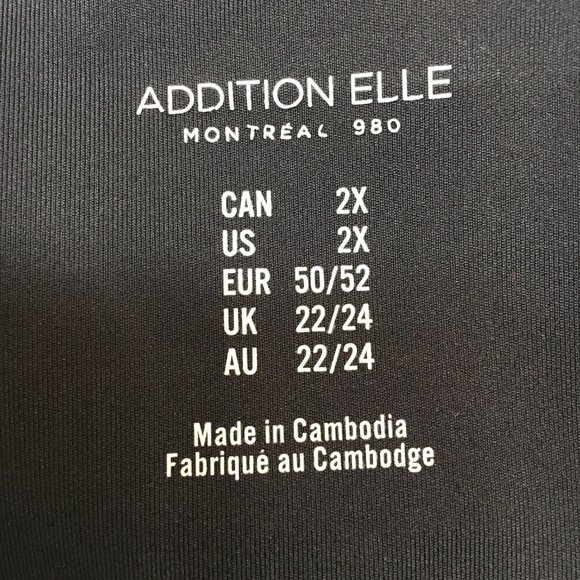 ADDITION ELLE
MONTRÉAL 980
CAN 2X
US 2X
EUR 50/52
UK 22/24
AU 22/24
Made in Cambodia
Fabriqué au Cambodge